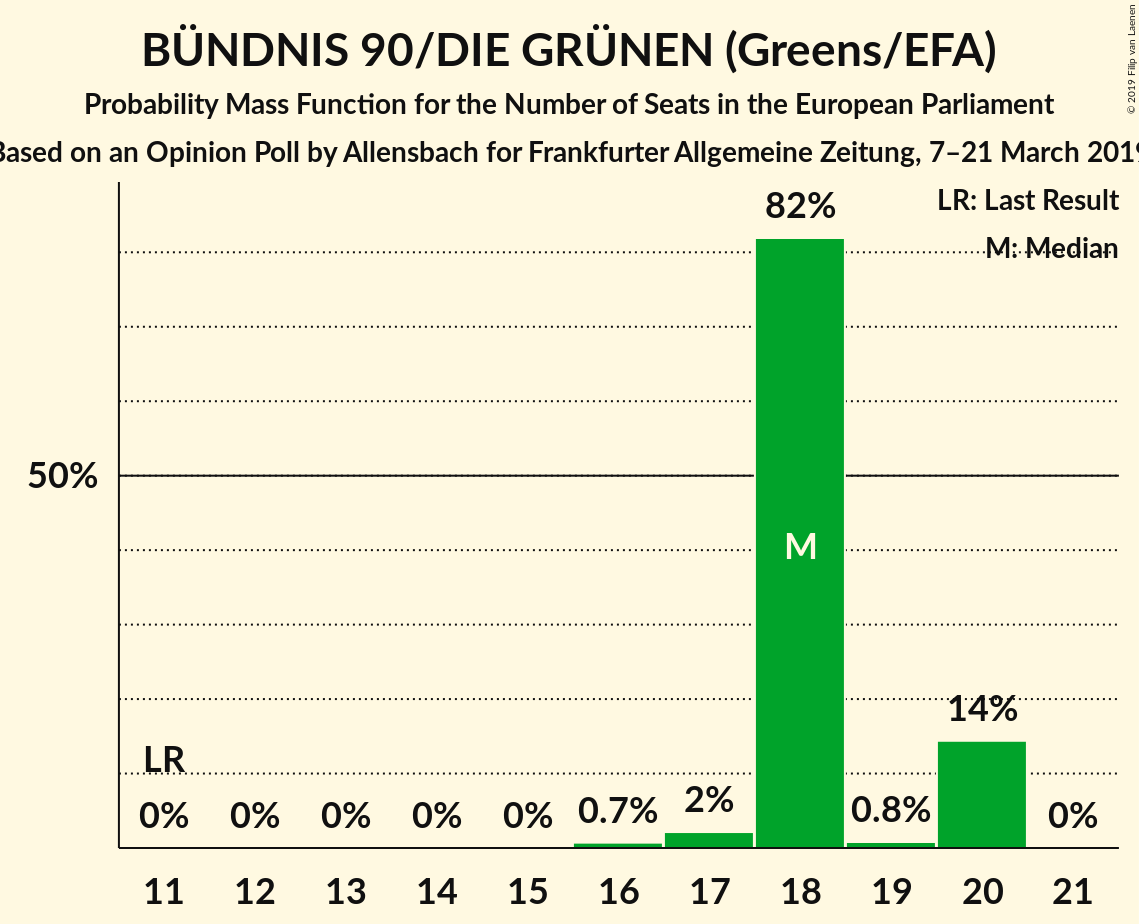 BÜNDNIS 90/DIE GRÜNEN (Greens/EFA)
Probability Mass Function for the Number of Seats in the European Parliament
Based on an Opinion Poll by Allensbach for Frankfurter Allgemeine Zeitung, 7–21 March 2019
© 2019 Filip van Laenen
LR: Last Result
M: Median
82%
50%
M
14%
LR
0% 0% 0% 0% 0% 0.7% 2% 0.8% 0%
11 12 13 14 15 16 17 18 19 20 21